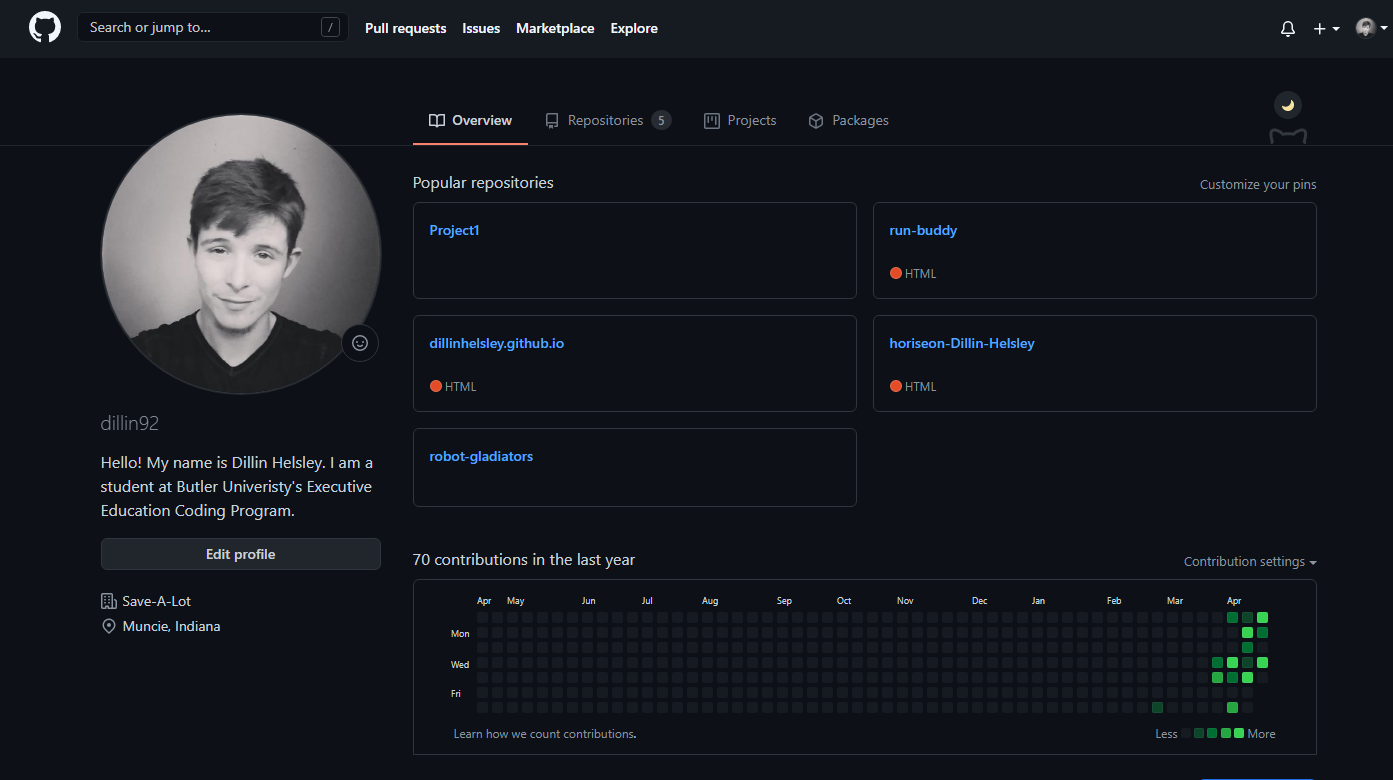 Search or jump to... / Pull requests Issues Marketplace Explore
Overview Repositories 5 Projects Packages
Popular repositories Customize your pins
Project1
run-buddy
HTML
dillinhelsley.github.io
HTML
horiseon-Dillin-Helsley
HTML
robot-gladiators
dillin92
Hello! My name is Dillin Helsley. I am a
student at Butler Univeristy's Executive
Education Coding Program.
Edit profile
Save-A-Lot
Muncie, Indiana
70 contributions in the last year Contribution settings
Apr May Jun Jul Aug Sep Oct Nov Dec Jan Feb Mar Apr
Mon
Wed
Fri
Learn how we count contributions. Less More